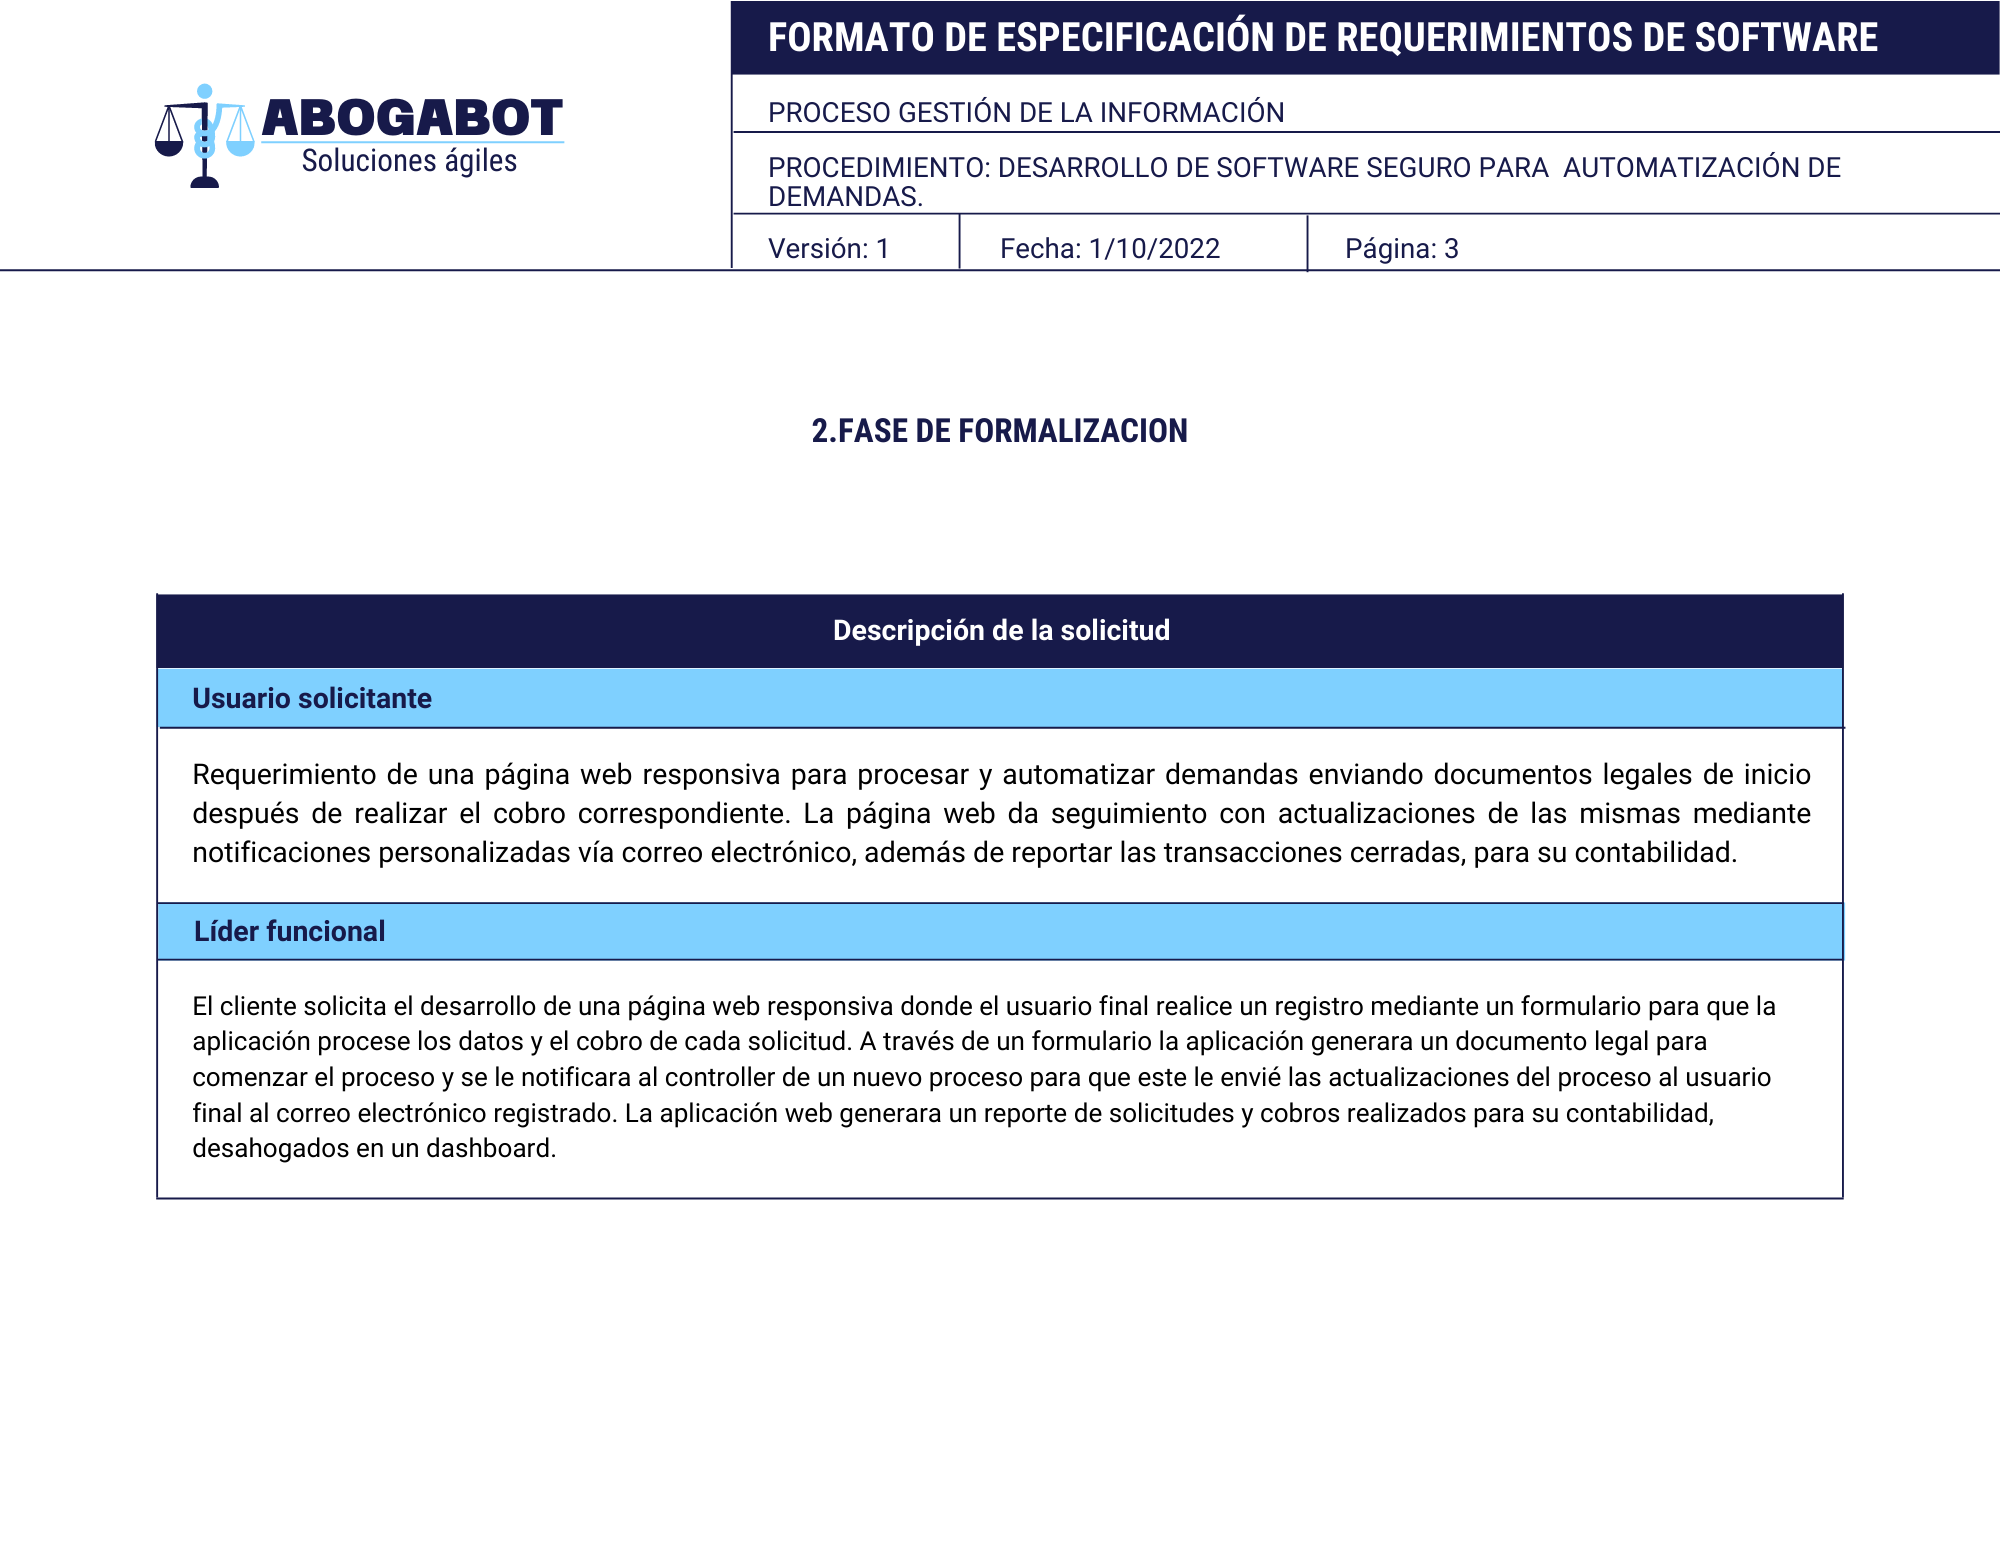 FORMATO DE ESPECIFICACIÓN DE REQUERIMIENTOS DE SOFTWARE
ABOGABOT
Soluciones ágiles
PROCESO GESTIÓN DE LA INFORMACIÓN
PROCEDIMIENTO: DESARROLLO DE SOFTWARE SEGURO PARA  AUTOMATIZACIÓN DE
DEMANDAS.
Versión: 1
Fecha: 1/10/2022
Página: 3
2.FASE DE FORMALIZACION
Descripción de la solicitud
Usuario solicitante
Requerimiento de una página web responsiva para procesar y automatizar demandas enviando documentos legales de inicio
después de realizar el cobro correspondiente. La página web da seguimiento con actualizaciones de las mismas mediante
notificaciones personalizadas vía correo electrónico, además de reportar las transacciones cerradas, para su contabilidad.
Líder funcional
El cliente solicita el desarrollo de una página web responsiva donde el usuario final realice un registro mediante un formulario para que la
aplicación procese los datos y el cobro de cada solicitud. A través de un formulario la aplicación generara un documento legal para
comenzar el proceso y se le notificara al controller de un nuevo proceso para que este le envié las actualizaciones del proceso al usuario
final al correo electrónico registrado. La aplicación web generara un reporte de solicitudes y cobros realizados para su contabilidad,
desahogados en un dashboard.